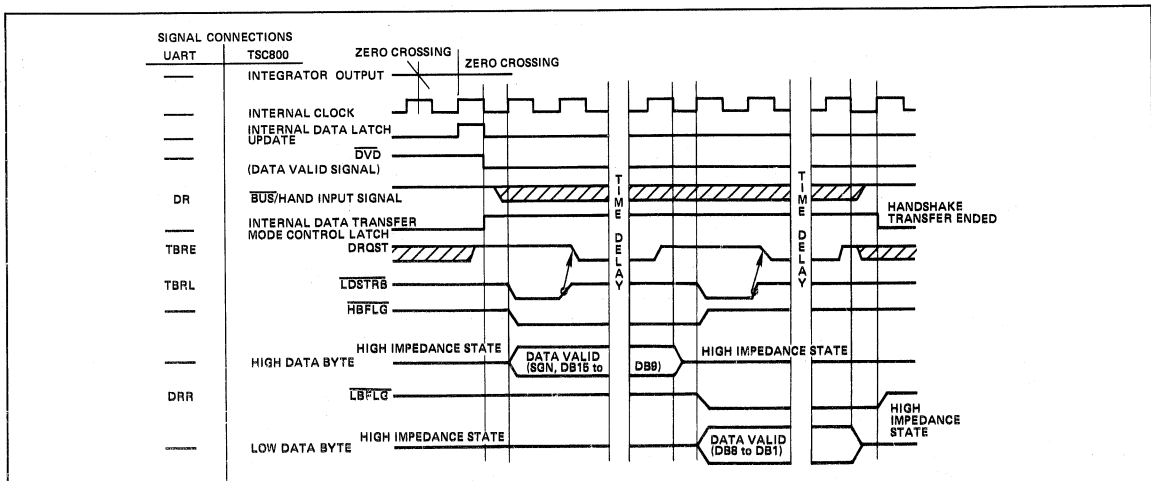 SIGNAL CONNECTIONS
UART TSC800
ZERO CROSSING
ZERO CROSSING
— INTEGRATOR OUTPUT
— INTERNAL CLOCK
— INTERNAL DATA LATCH
UPDATE
— DVD
(DATA VALID SIGNAL)
DR BUS/HAND INPUT SIGNAL
— INTERNAL DATA TRANSFER
MODE CONTROL LATCH
HANDSHAKE
TRANSFER ENDED
TBRE DRQST
TBRL LDSTRB
— HBFLG
TIME DELAY
TIME DELAY
HIGH IMPEDANCE STATE
— HIGH DATA BYTE
DATA VALID
(SGN, DB15 to DB9)
HIGH IMPEDANCE STATE
DRR LBFLG
HIGH
IMPEDANCE
STATE
HIGH IMPEDANCE STATE
— LOW DATA BYTE
DATA VALID
(DB8 to DB1)